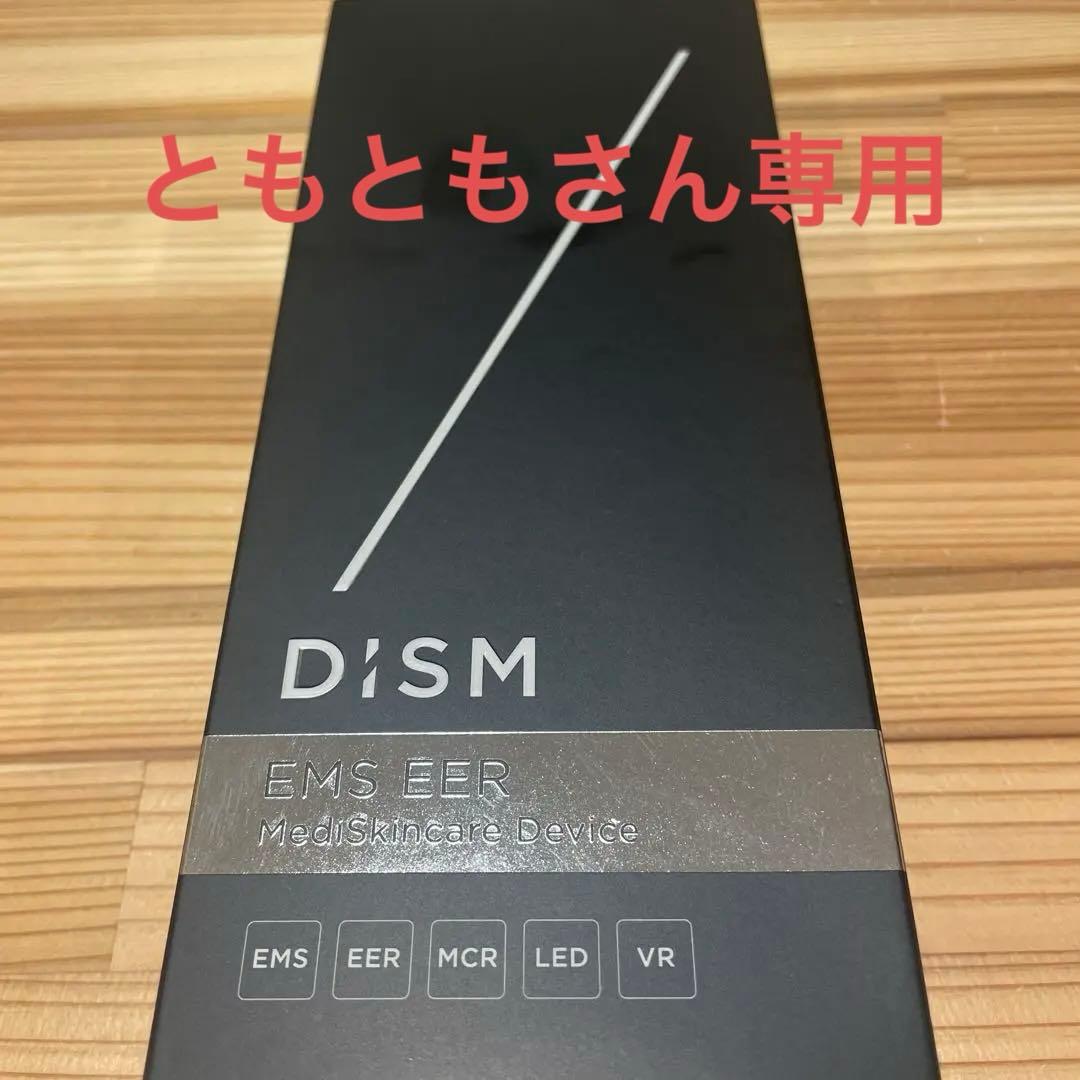 ともともさん専用
DISM
EMS EER
MediSkincare Device
EMS EER MCR LED VR